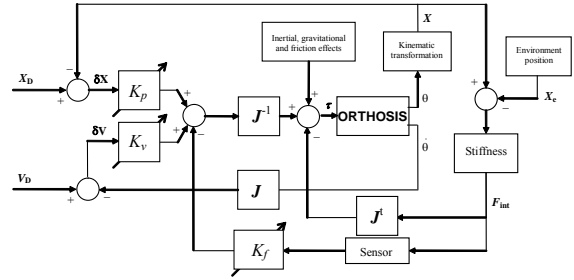 X
Inertial, gravitational
and friction effects
Kinematic
transformation
Environment
position
X_D
δX
K_p
J^-1
τ
ORTHOSIS
θ
X_e
δV
K_v
θ̇
Stiffness
V_D
J
J^t
F_int
K_f
Sensor